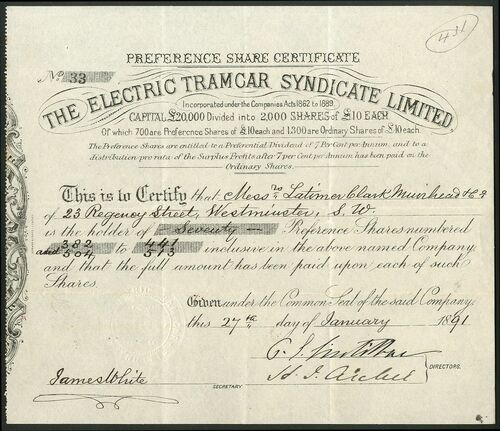 431
PREFERENCE SHARE CERTIFICATE
No. 33
THE ELECTRIC TRAMCAR SYNDICATE LIMITED
Incorporated under the Companies Acts 1862 to 1889.
CAPITAL £20,000 Divided into 2,000 SHARES of £10 EACH
Of which 700 are Preference Shares of £10 each and 1,300 are Ordinary Shares of £10 each.
The Preference Shares are entitled to a Preferential Dividend of 7 Per Cent per Annum, and to a
distribution pro rata of the Surplus Profits after 7 per Cent per Annum has been paid on the
Ordinary Shares.
This is to Certify that Messrs Latimer Clark Muirhead & Co
of 23 Regency Street, Westminster, S.W.
is the holder of Seventy Preference Shares numbered
382 to 441
and 504 513 inclusive in the above named Company
and that the full amount has been paid upon each of such
Shares.
Given under the Common Seal of the said Company,
this 27th day of January 1891
James White
SECRETARY
H. J.
DIRECTORS.